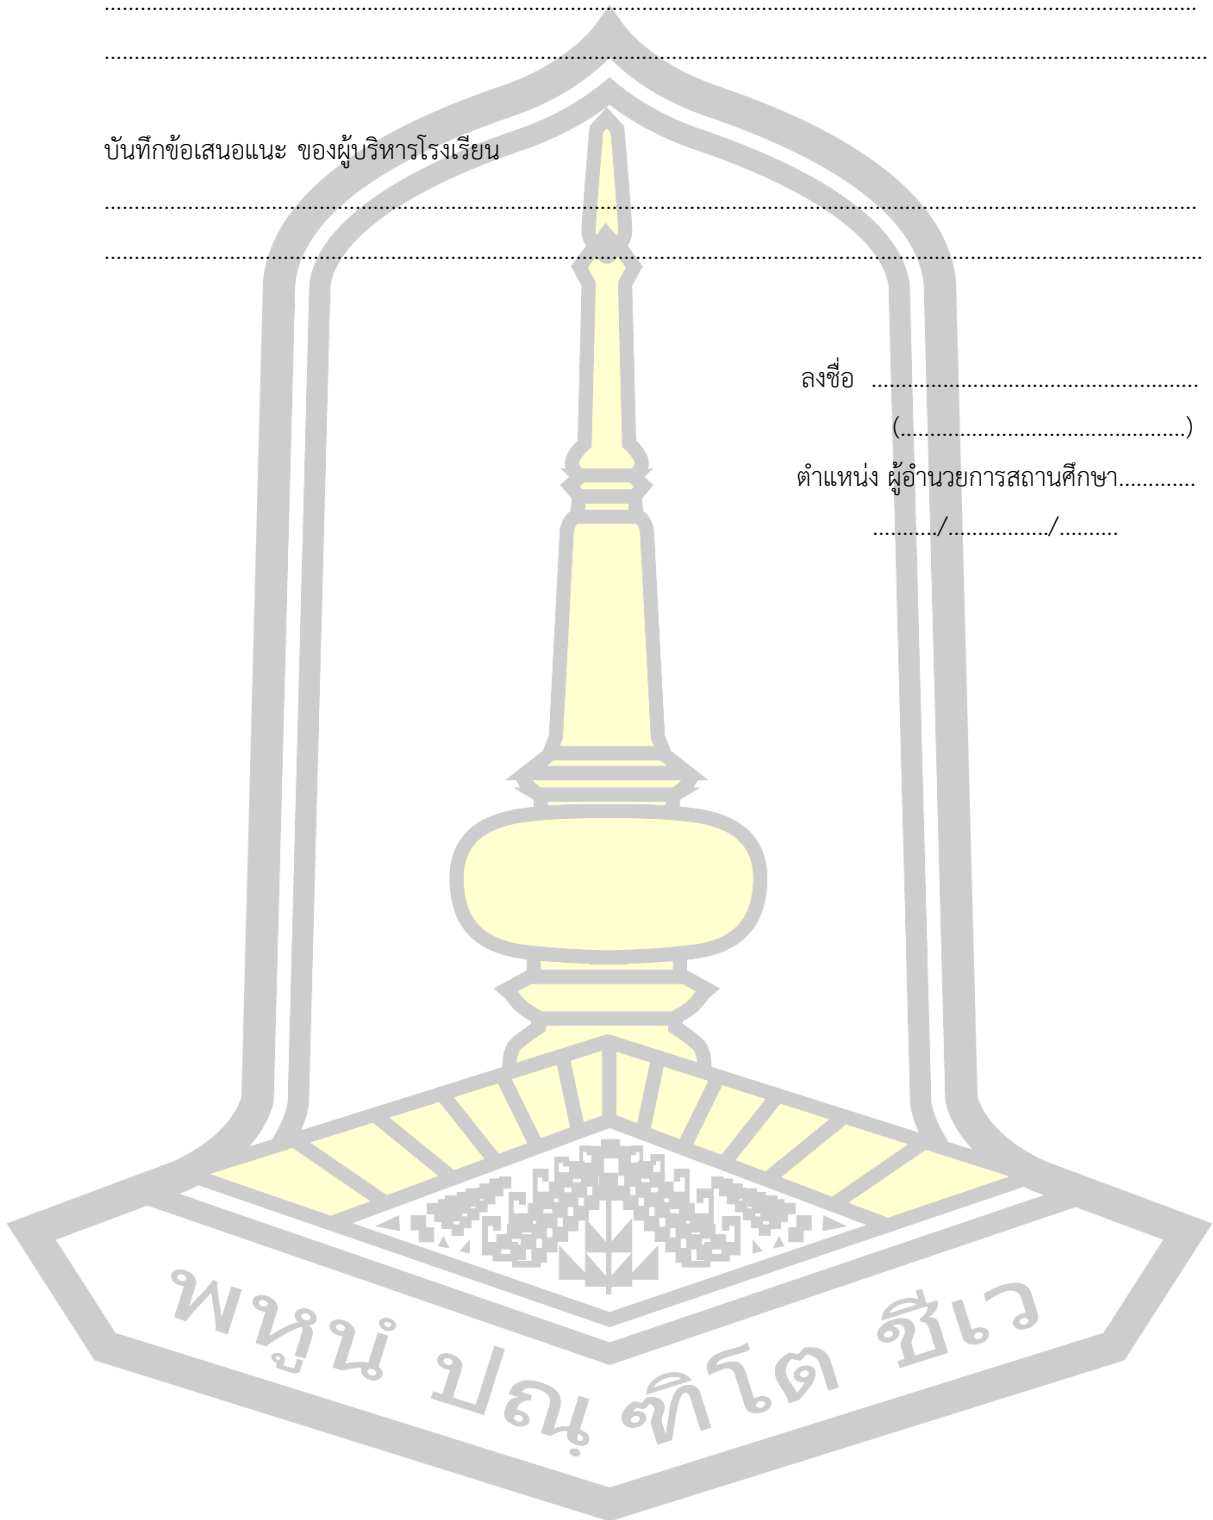 ............................................................................................................................................................................................
..............................................................................................................................................................................................
บันทึกข้อเสนอแนะ ของผู้บริหารโรงเรียน
............................................................................................................................................................................................
.............................................................................................................................................................................................
ลงชื่อ ........................................................
(.................................................)
ตำแหน่ง ผู้อำนวยการสถานศึกษา.............
.........../................./..........
พหูนํ ปณฺ ฑิโต ชีเว